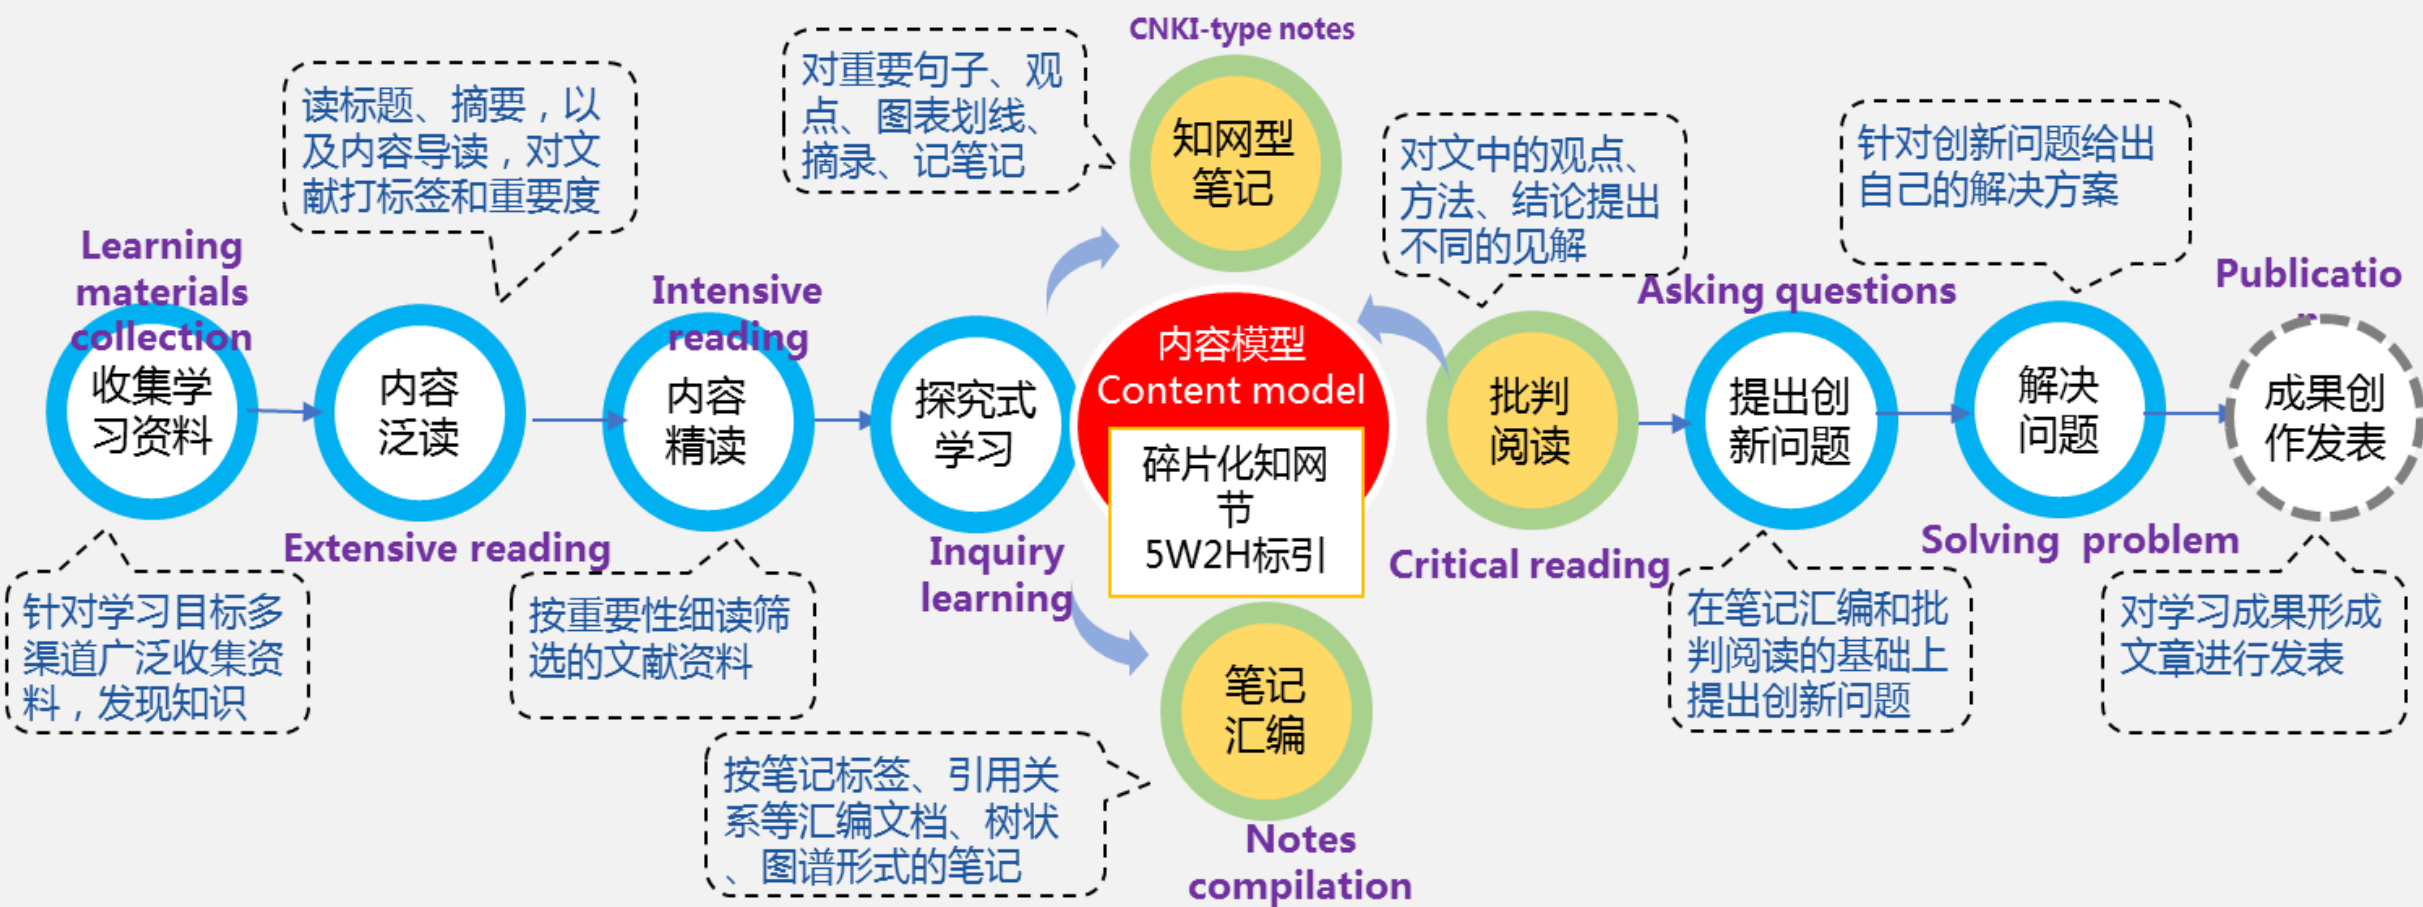 CNKI-type notes
知网型
笔记
对重要句子、观
点、图表划线、
摘录、记笔记
读标题、摘要，以
及内容导读，对文
献打标签和重要度
对文中的观点、
方法、结论提出
不同的见解
针对创新问题给出
自己的解决方案
Learning
materials
collection
收集学
习资料
针对学习目标多
渠道广泛收集资
料，发现知识
内容
泛读
Extensive reading
Intensive
reading
内容
精读
按重要性细读筛
选的文献资料
探究式
学习
Inquiry
learning
内容模型
Content model
碎片化知网
节
5W2H标引
笔记
汇编
Notes
compilation
按笔记标签、引用关
系等汇编文档、树状
、图谱形式的笔记
批判
阅读
Critical reading
Asking questions
提出创
新问题
在笔记汇编和批
判阅读的基础上
提出创新问题
解决
问题
Solving  problem
Publicatio
n
成果创
作发表
对学习成果形成
文章进行发表